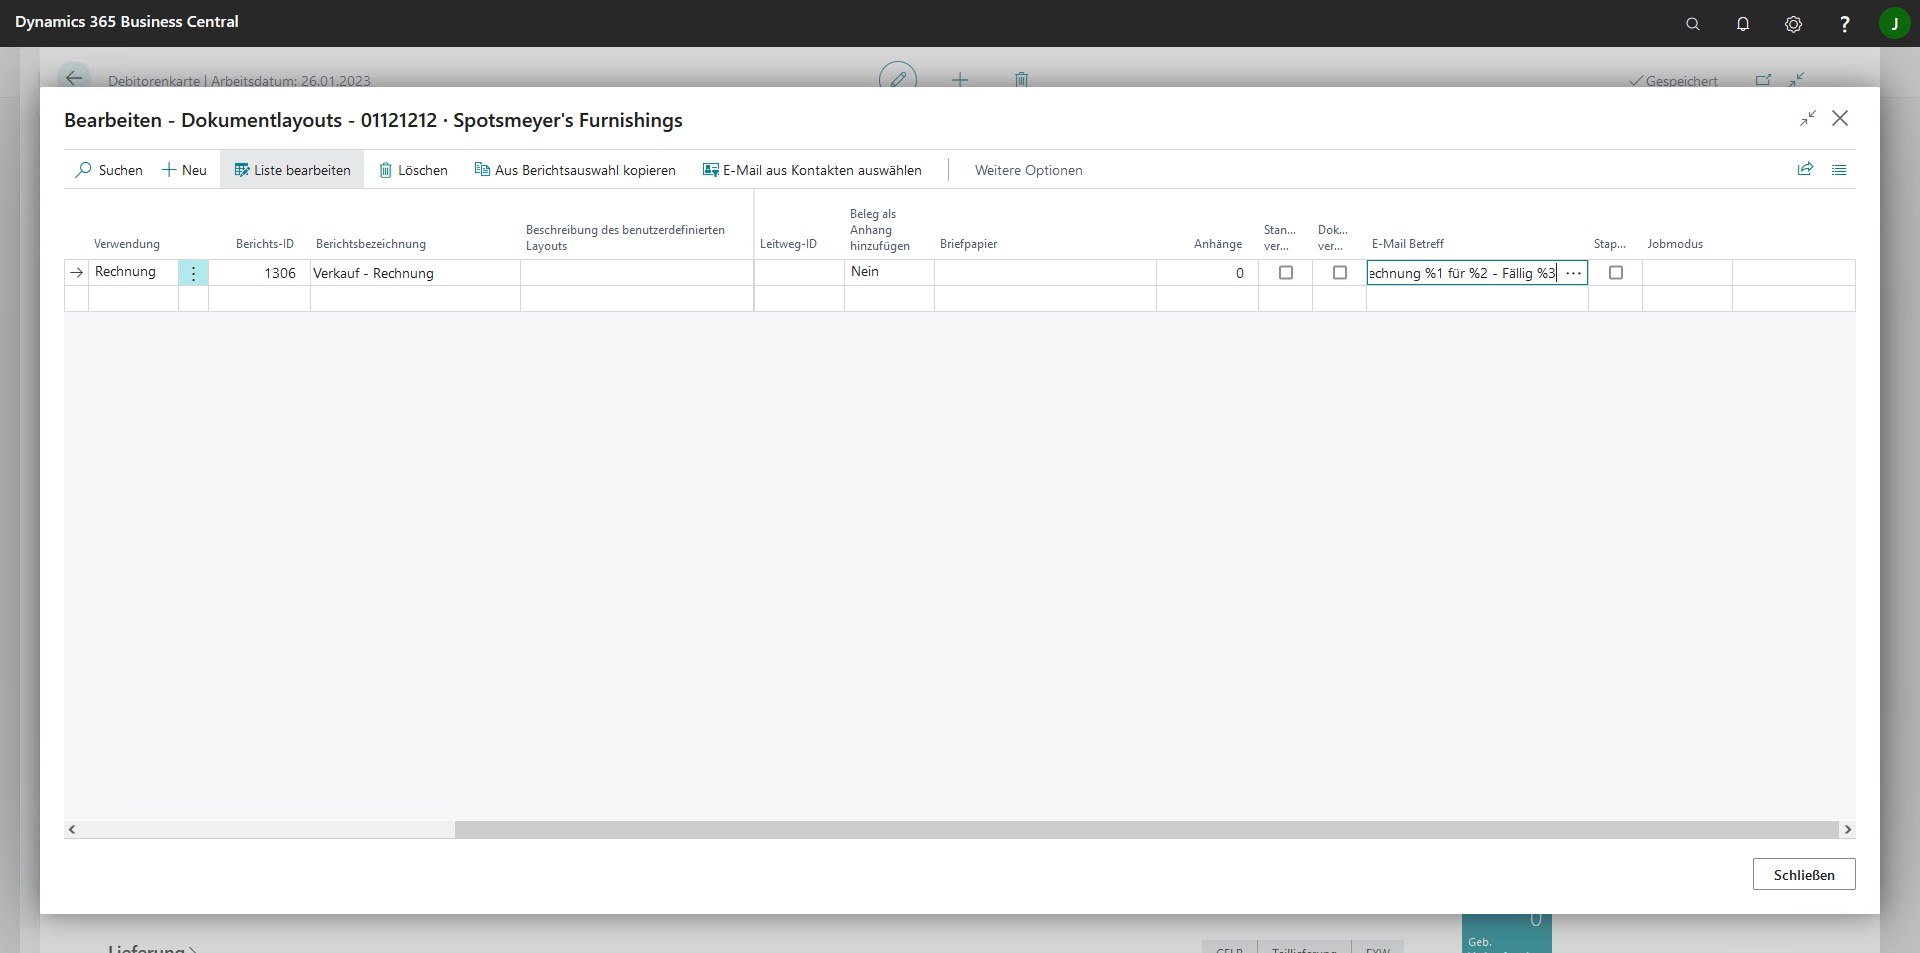 Dynamics 365 Business Central
?
J
Debitorenkarte | Arbeitsdatum: 26.01.2023
Gespeichert
Bearbeiten - Dokumentlayouts - 01121212 · Spotsmeyer's Furnishings
Suchen
Neu
Liste bearbeiten
Löschen
Aus Berichtsauswahl kopieren
E-Mail aus Kontakten auswählen
Weitere Optionen
Verwendung
Berichts-ID
Berichtsbezeichnung
Beschreibung des benutzerdefinierten
Layouts
Leitweg-ID
Beleg als
Anhang
hinzufügen
Briefpapier
Anhänge
Stan...
ver...
Dok...
ver...
E-Mail Betreff
Stap...
Jobmodus
Rechnung
1306
Verkauf - Rechnung
Nein
0
echnung %1 für %2 - Fällig %3
Schließen
0
Geb.
Lieferung
Teillieferung